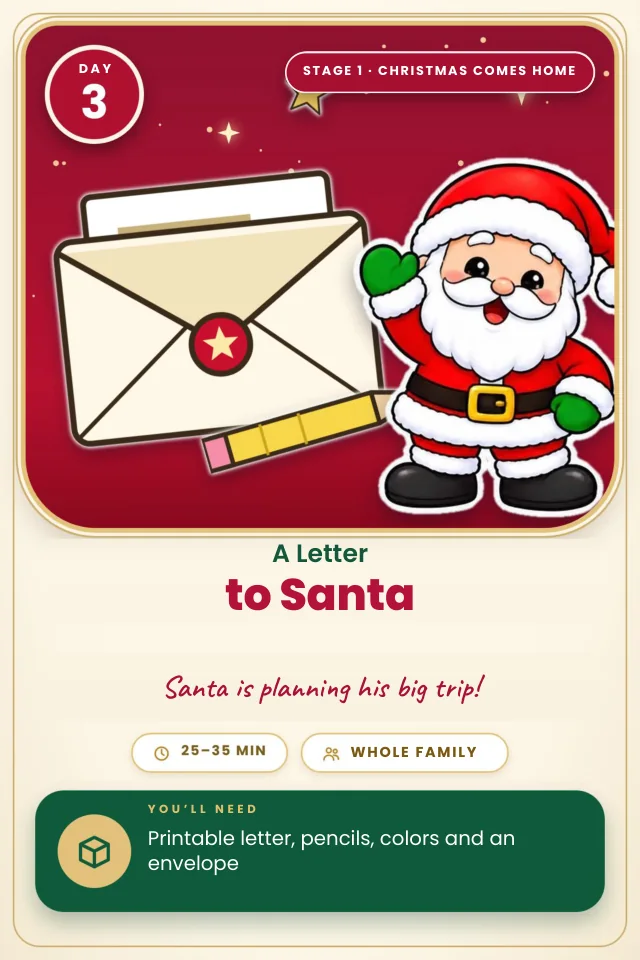 DAY
3
STAGE 1 · CHRISTMAS COMES HOME
A Letter
to Santa
Santa is planning his big trip!
25–35 MIN
WHOLE FAMILY
YOU’LL NEED
Printable letter, pencils, colors and an
envelope